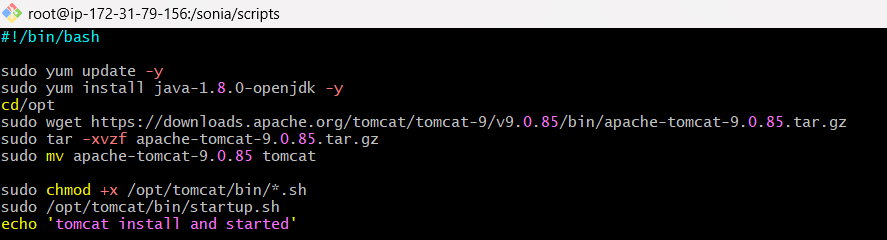 root@ip-172-31-79-156:/sonia/scripts
#!/bin/bash
sudo yum update -y
sudo yum install java-1.8.0-openjdk -y
cd/opt
sudo wget https://downloads.apache.org/tomcat/tomcat-9/v9.0.85/bin/apache-tomcat-9.0.85.tar.gz
sudo tar -xvzf apache-tomcat-9.0.85.tar.gz
sudo mv apache-tomcat-9.0.85 tomcat
sudo chmod +x /opt/tomcat/bin/*.sh
sudo /opt/tomcat/bin/startup.sh
echo 'tomcat install and started'